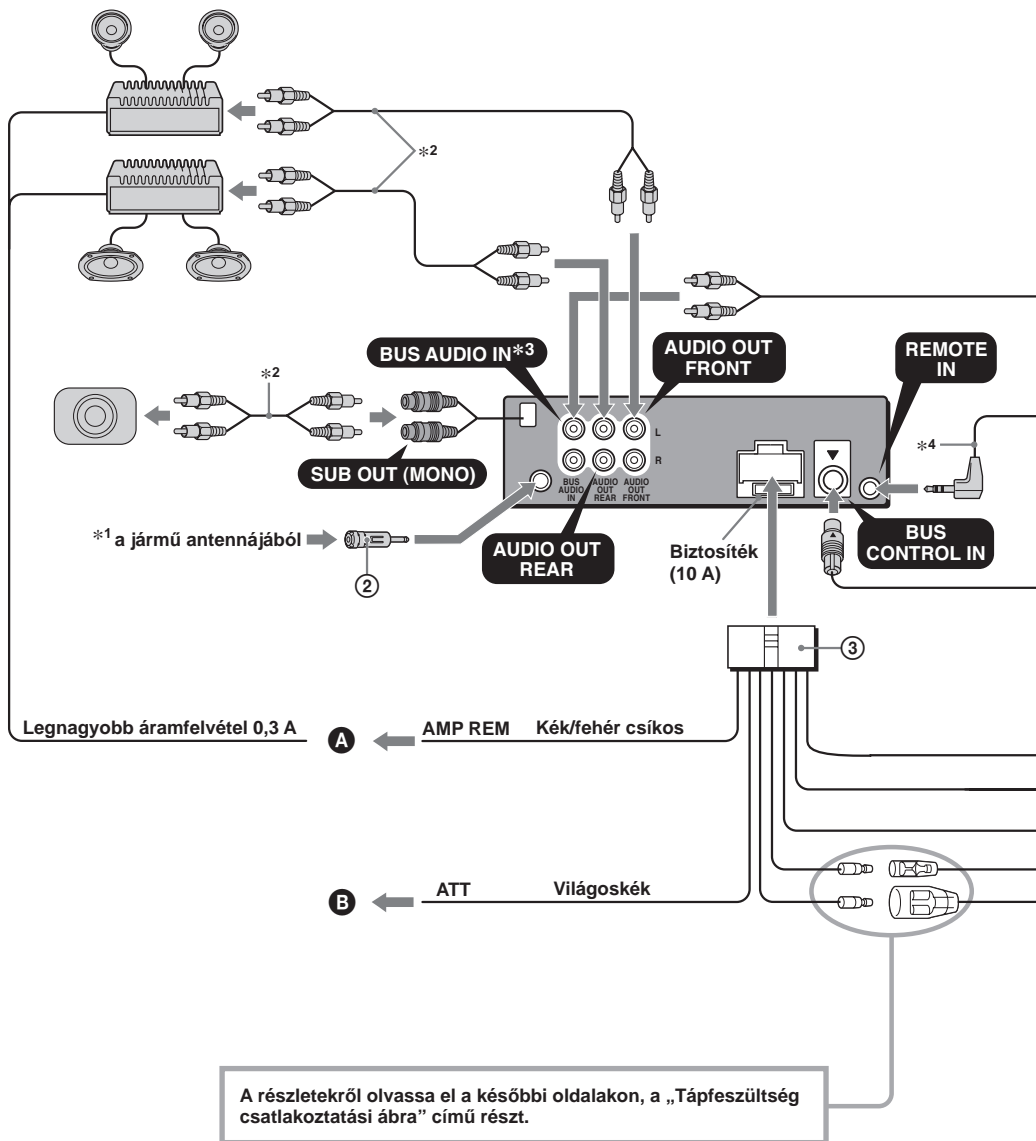 *2
BUS AUDIO IN*3
AUDIO OUT
FRONT
REMOTE
IN
*2
*4
L
R
BUS
AUDIO
IN
AUDIO
OUT
REAR
AUDIO
OUT
FRONT
SUB OUT (MONO)
*1 a jármű antennájából
2
AUDIO OUT
REAR
Biztosíték
(10 A)
BUS
CONTROL IN
3
Legnagyobb áramfelvétel 0,3 A
A
AMP REM
Kék/fehér csíkos
B
ATT
Világoskék
A részletekről olvassa el a későbbi oldalakon, a „Tápfeszültség
csatlakoztatási ábra” című részt.